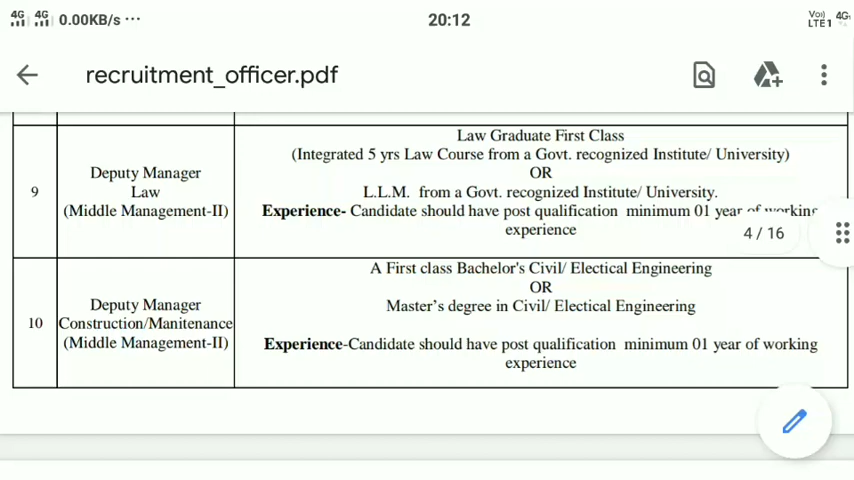 4G 4G 0.00KB/s ··· 20:12 Vo) LTE1 4G
recruitment_officer.pdf
9
Deputy Manager
Law
(Middle Management-II)
Law Graduate First Class
(Integrated 5 yrs Law Course from a Govt. recognized Institute/ University)
OR
L.L.M. from a Govt. recognized Institute/ University.
Experience- Candidate should have post qualification minimum 01 year of working
experience
4 / 16
10
Deputy Manager
Construction/Manitenance
(Middle Management-II)
A First class Bachelor's Civil/ Electical Engineering
OR
Master's degree in Civil/ Electical Engineering
Experience-Candidate should have post qualification minimum 01 year of working
experience